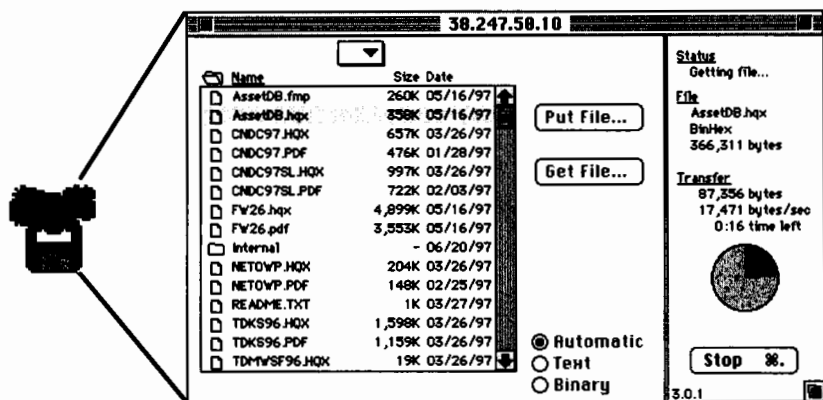 38.247.58.10
Name Size Date
AssetDB.fmp 260K 05/16/97
AssetDB.hqx 358K 05/16/97
CNDC97.HQX 657K 03/26/97
CNDC97.PDF 476K 01/28/97
CNDC97SL.HQX 997K 03/26/97
CNDC97SL.PDF 722K 02/03/97
FW26.hqx 4,899K 05/16/97
FW26.pdf 3,553K 05/16/97
Internal - 06/20/97
NETOWP.HQX 204K 03/26/97
NETOWP.PDF 148K 02/25/97
README.TXT 1K 03/27/97
TDKS96.HQX 1,598K 03/26/97
TDKS96.PDF 1,159K 03/26/97
TDMWSF96.HQX 19K 03/26/97
Put File...
Get File...
Automatic
Text
Binary
Status
Getting file...
File
AssetDB.hqx
BinHex
366,311 bytes
Transfer
87,356 bytes
17,471 bytes/sec
0:16 time left
Stop ⌘.
3.0.1